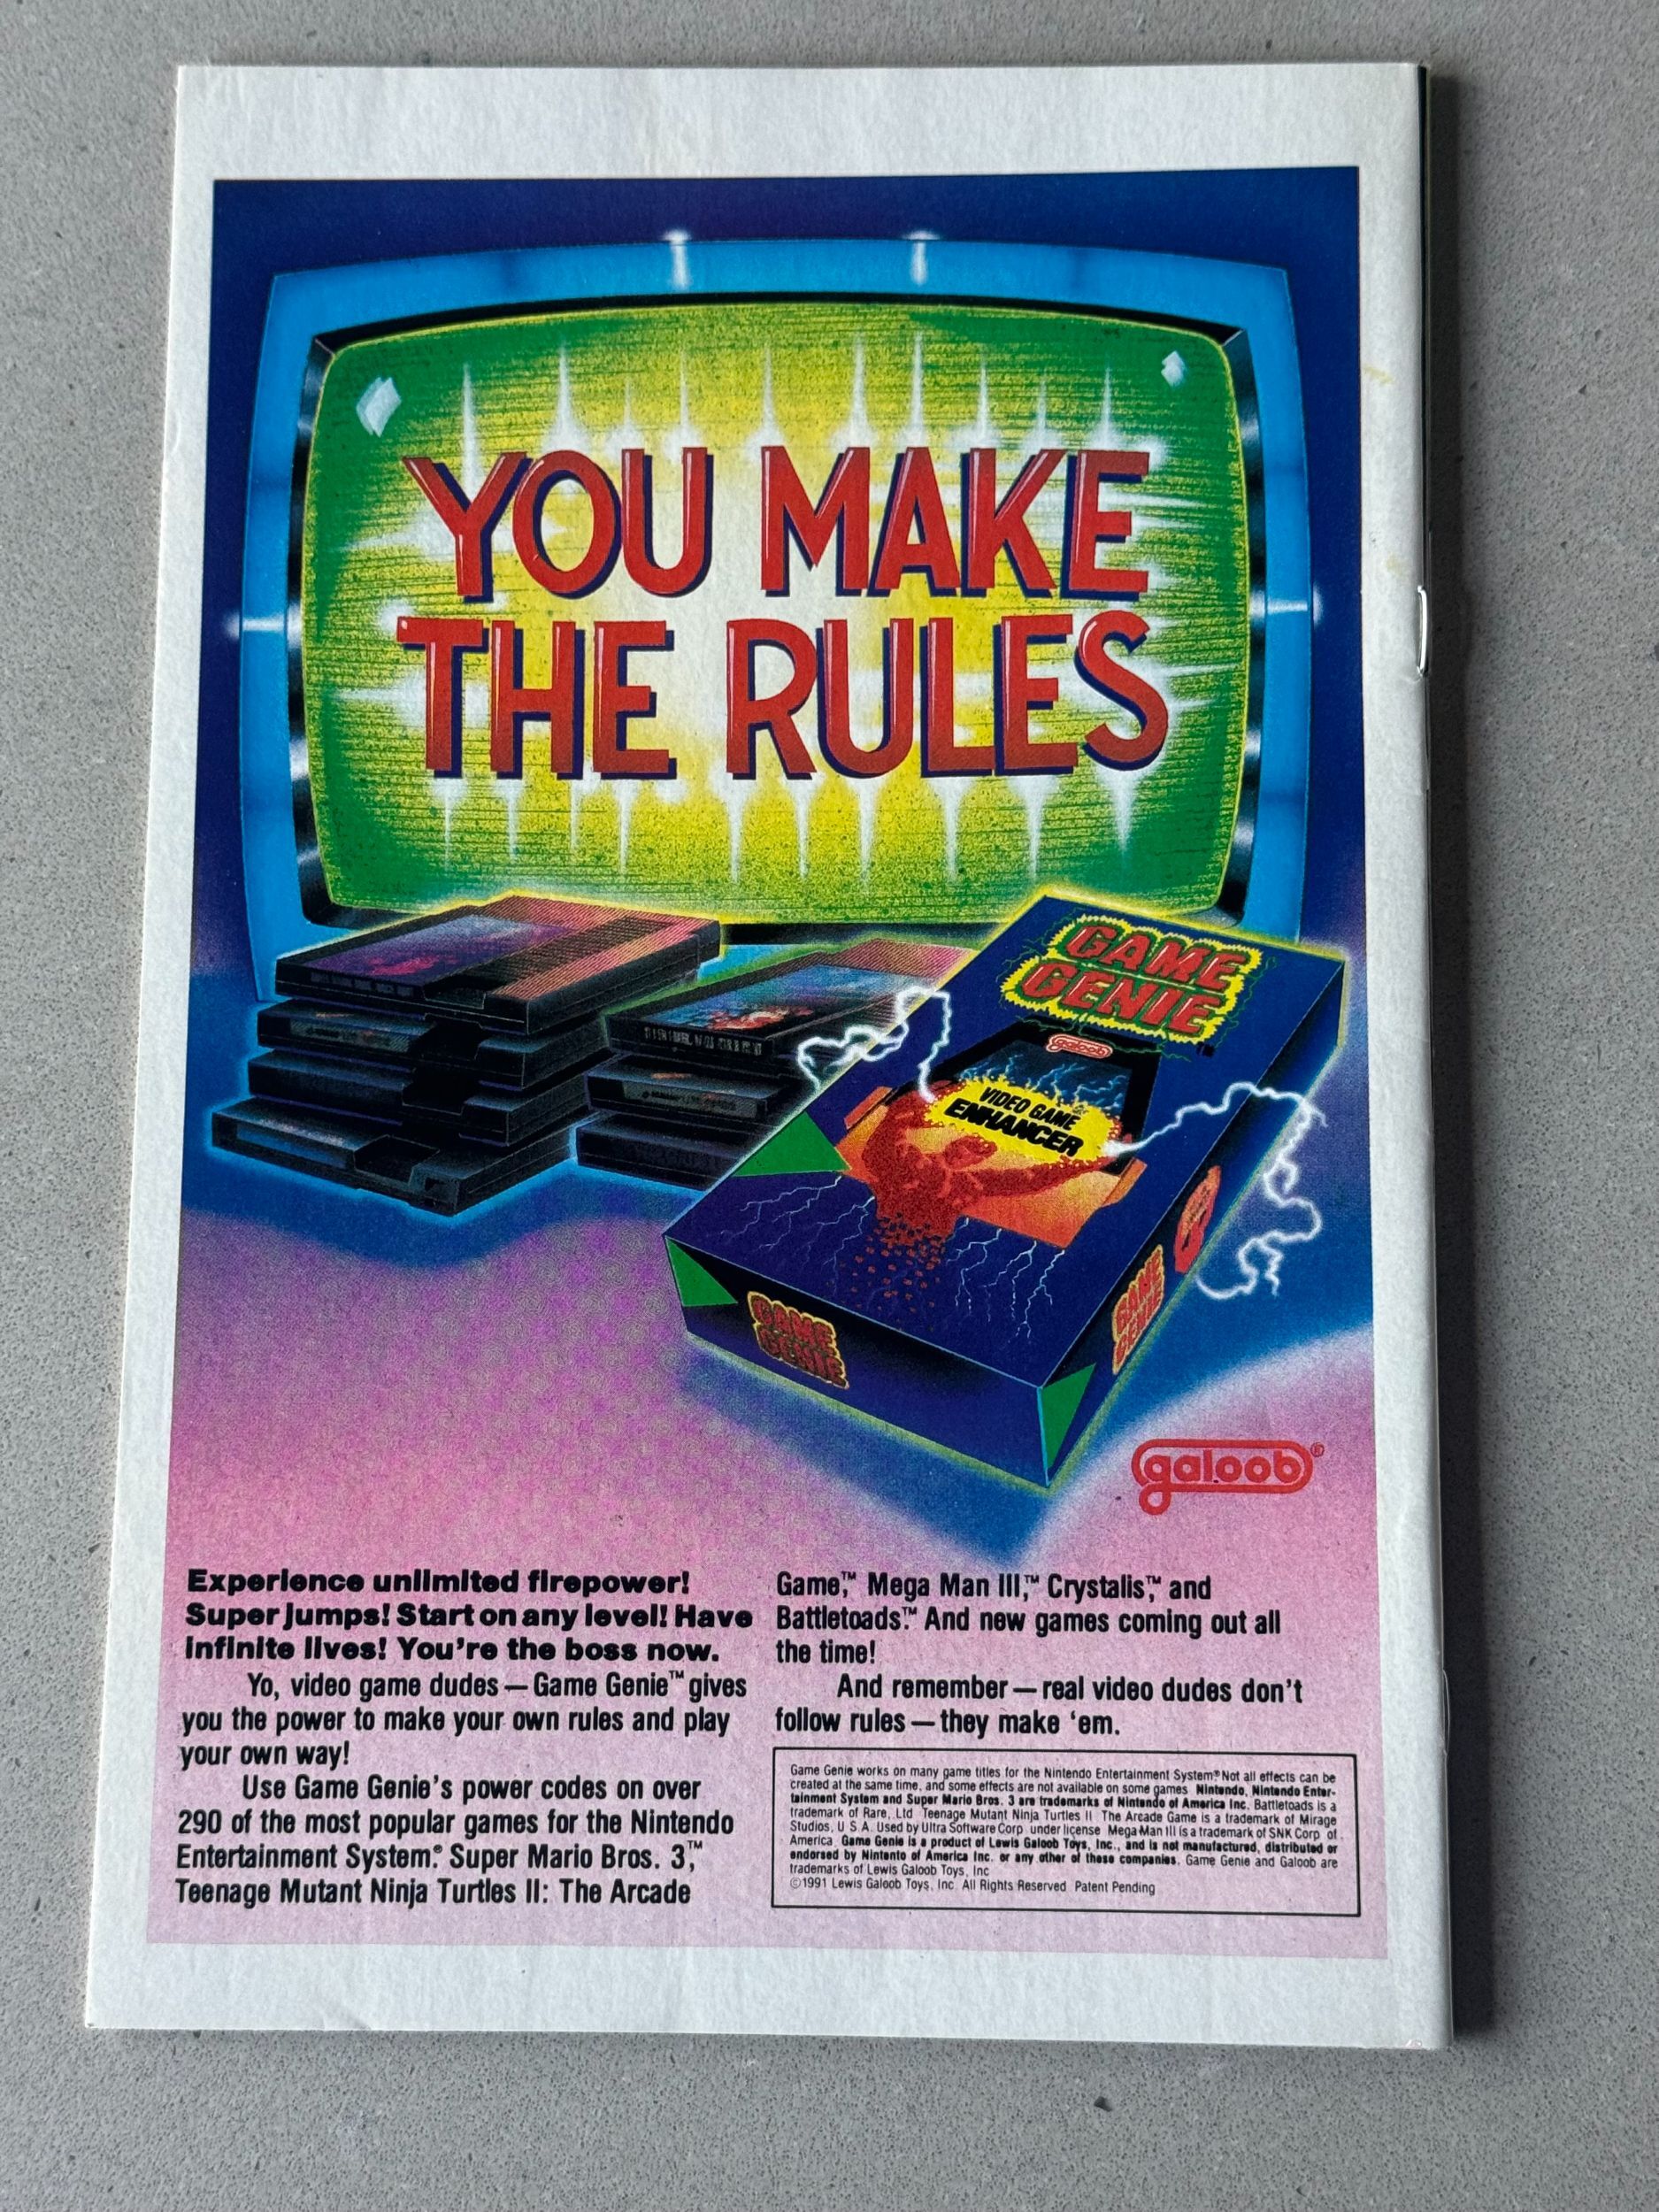 YOU MAKE
THE RULES
GAME
GENIE
galoob
VIDEO GAME
ENHANCER
GAME
GENIE
GAME
GENIE
galoob®
Experience unlimited firepower!
Super Jumps! Start on any level! Have
infinite lives! You're the boss now.
Yo, video game dudes — Game Genie™ gives
you the power to make your own rules and play
your own way!
Use Game Genie's power codes on over
290 of the most popular games for the Nintendo
Entertainment System.® Super Mario Bros. 3,™
Teenage Mutant Ninja Turtles II: The Arcade
Game,™ Mega Man III,™ Crystalis,™ and
Battletoads.™ And new games coming out all
the time!
And remember — real video dudes don't
follow rules — they make 'em.
Game Genie works on many game titles for the Nintendo Entertainment System.® Not all effects can be
created at the same time, and some effects are not available on some games. Nintendo, Nintendo Enter-
tainment System and Super Mario Bros. 3 are trademarks of Nintendo of America Inc. Battletoads is a
trademark of Rare, Ltd. Teenage Mutant Ninja Turtles II The Arcade Game is a trademark of Mirage
Studios, U.S.A. Used by Ultra Software Corp. under license. Mega Man III is a trademark of SNK Corp. of
America. Game Genie is a product of Lewis Galoob Toys, Inc., and is not manufactured, distributed or
endorsed by Nintento of America Inc. or any other of these companies. Game Genie and Galoob are
trademarks of Lewis Galoob Toys, Inc
©1991 Lewis Galoob Toys, Inc. All Rights Reserved. Patent Pending